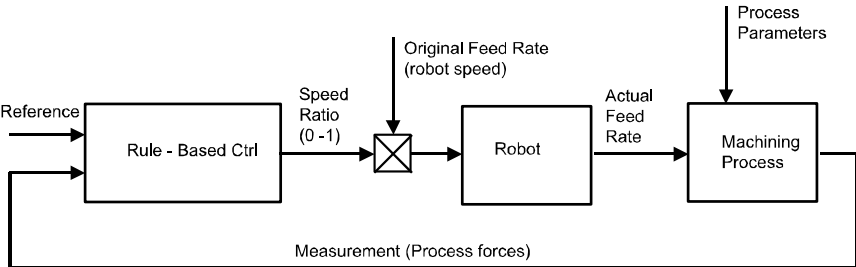 Process
Parameters
Original Feed Rate
(robot speed)
Reference
Speed
Ratio
(0 -1)
Actual
Feed
Rate
Rule - Based Ctrl
Robot
Machining
Process
Measurement (Process forces)